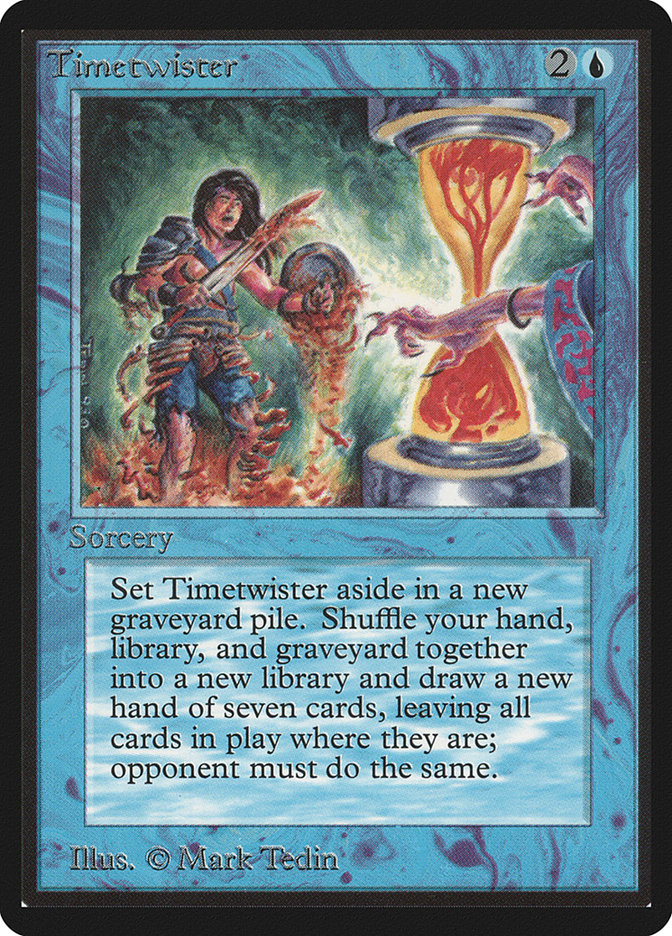 Timetwister 2
Sorcery
Set Timetwister aside in a new
graveyard pile. Shuffle your hand,
library, and graveyard together
into a new library and draw a new
hand of seven cards, leaving all
cards in play where they are;
opponent must do the same.
Illus. © Mark Tedin